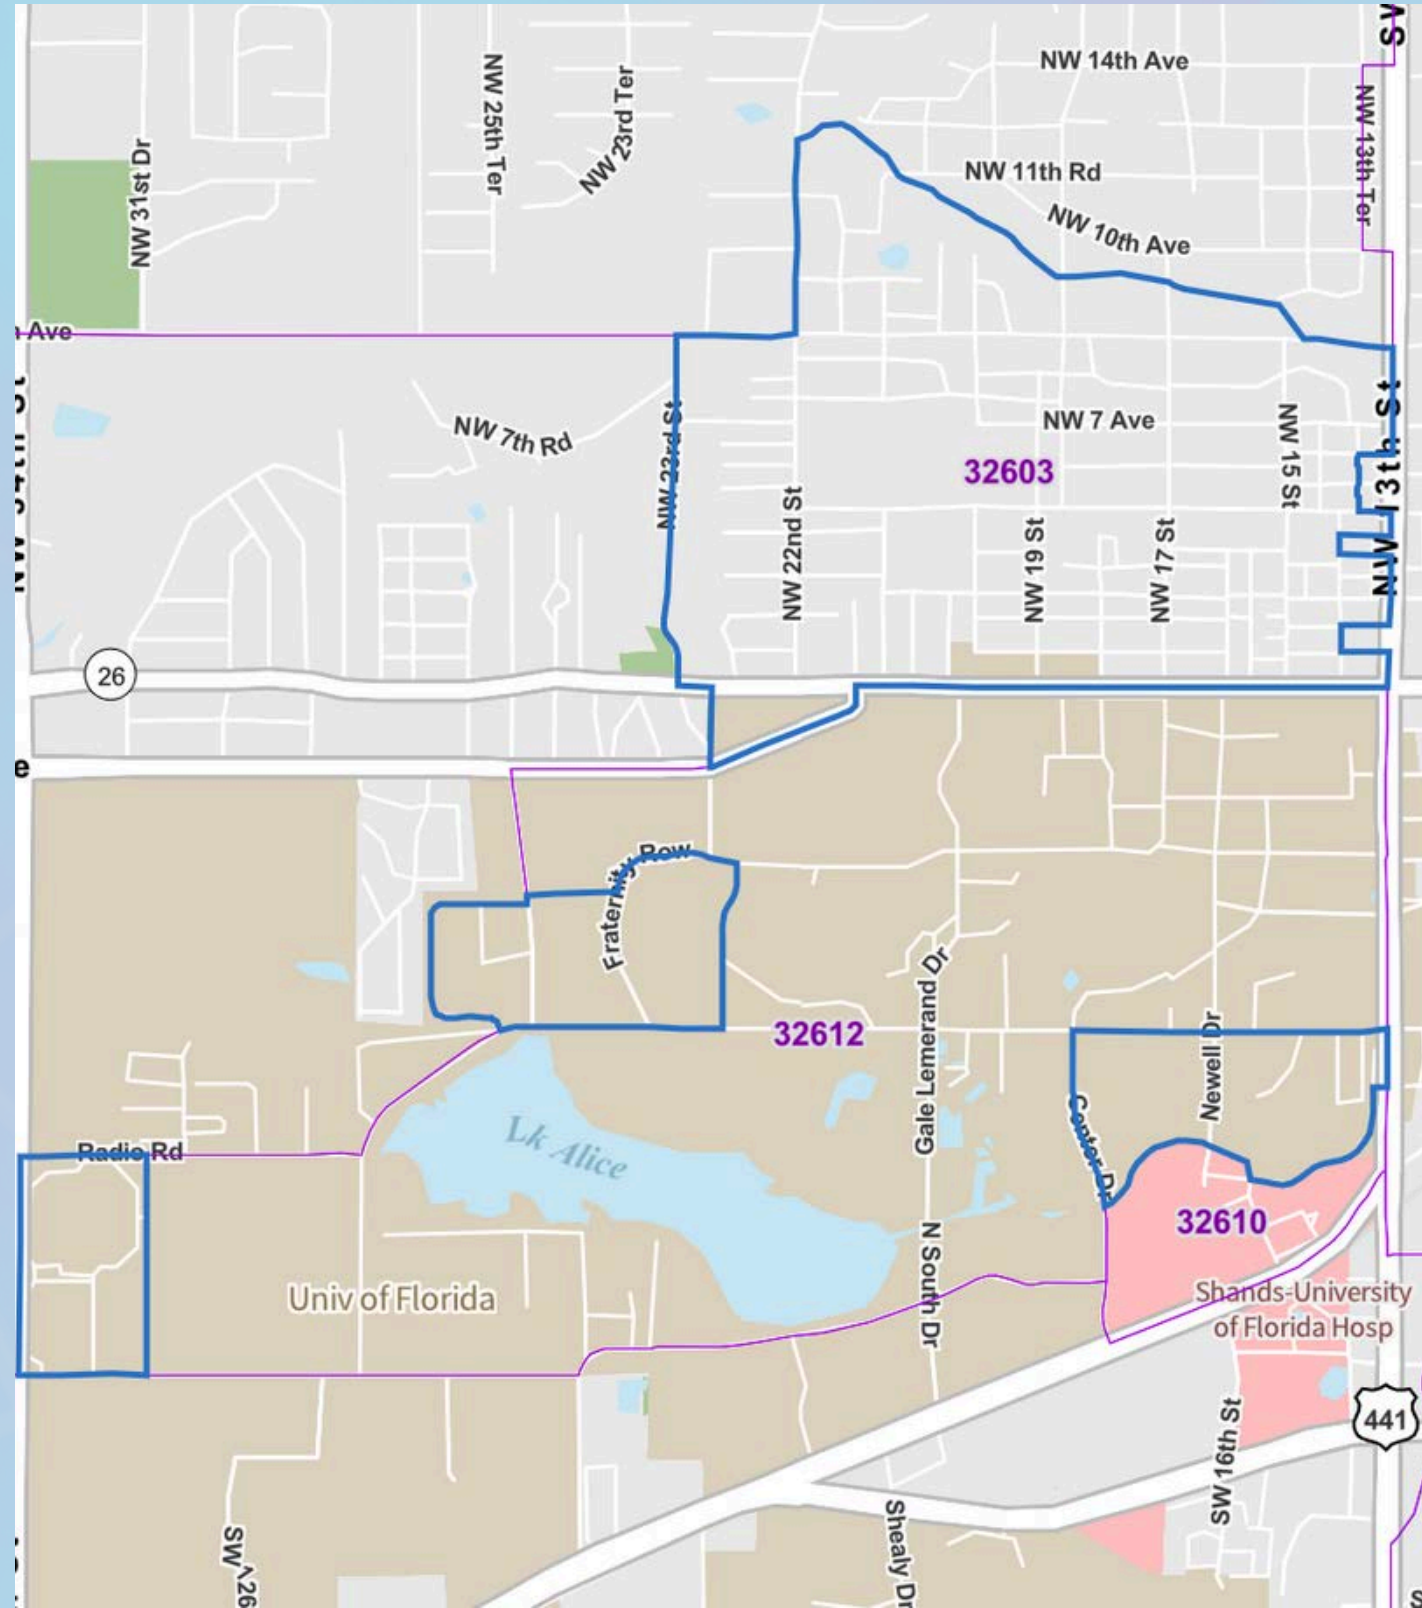 NW 14th Ave
NW 25th Ter
NW 23rd Ter
NW 13th Ter
NW 31st Dr
NW 11th Rd
NW 10th Ave
Ave
NW 7th Rd
NW 23rd St
NW 7 Ave
NW 13th St
32603
NW 15 St
NW 22nd St
NW 19 St
NW 17 St
26
e
Fraternity Row
Gale Lemerand Dr
32612
Newell Dr
Center Dr
Lk Alice
Radio Rd
32610
N South Dr
Univ of Florida
Shands-University
of Florida Hosp
441
SW 16th St
Shealy Dr
SW 26